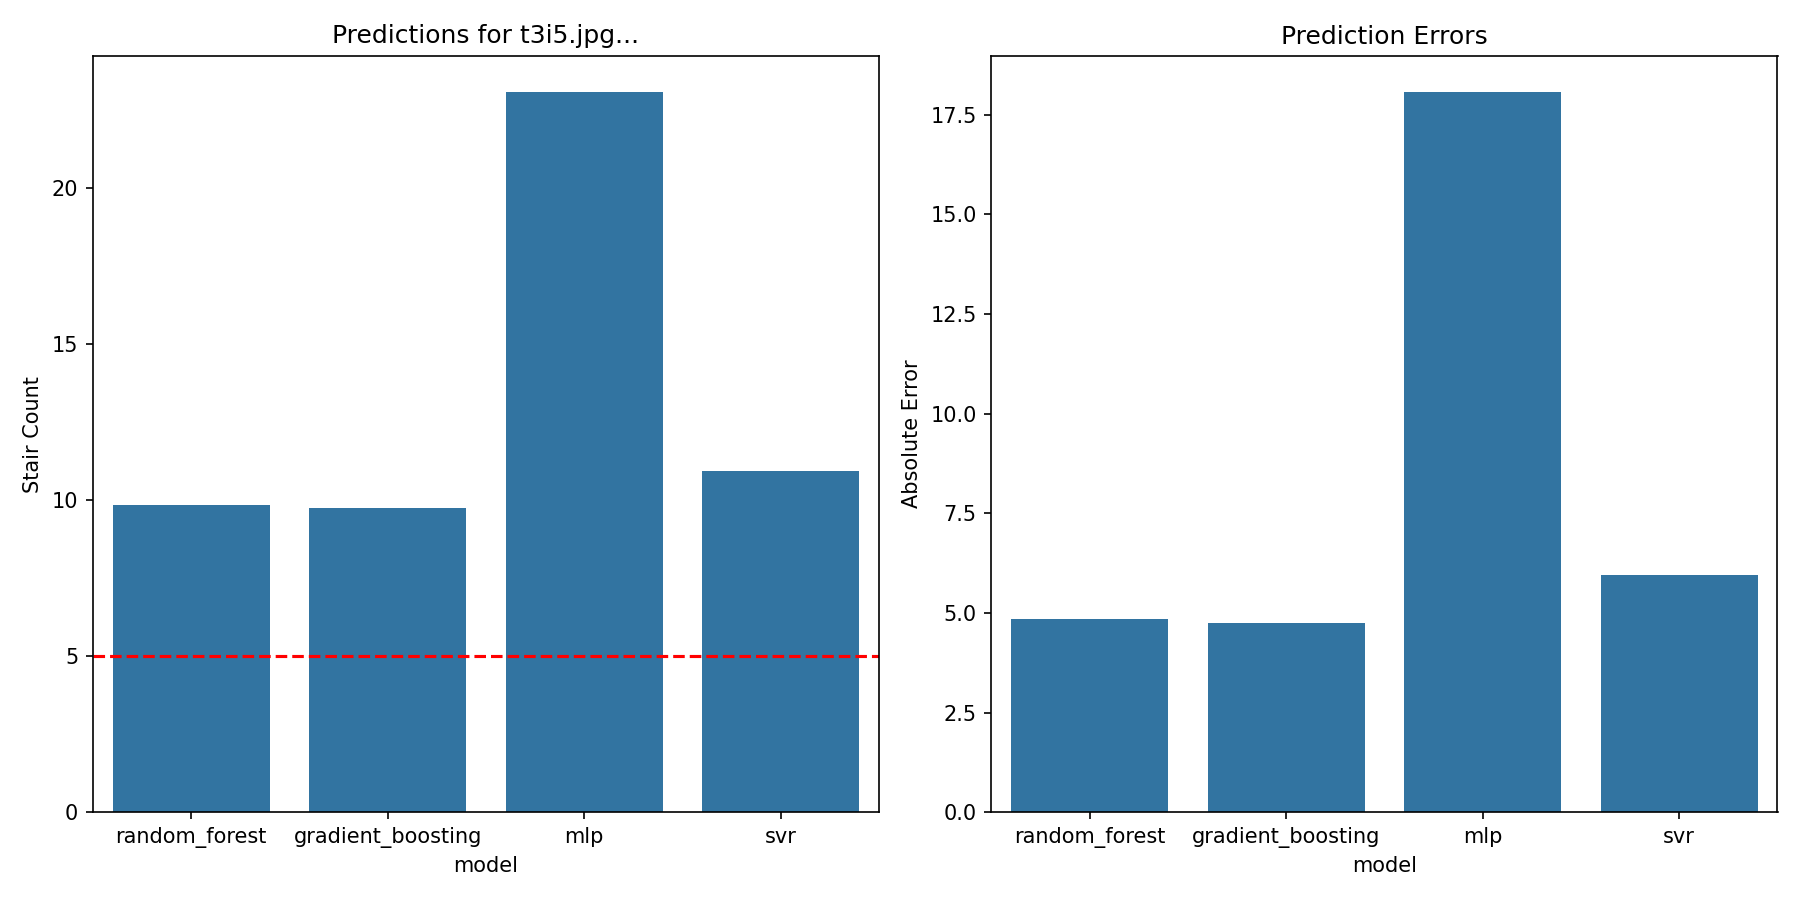 Predictions for t3i5.jpg...
Stair Count
20
15
10
5
0
random_forest gradient_boosting mlp svr
model
Prediction Errors
Absolute Error
17.5
15.0
12.5
10.0
7.5
5.0
2.5
0.0
random_forest gradient_boosting mlp svr
model